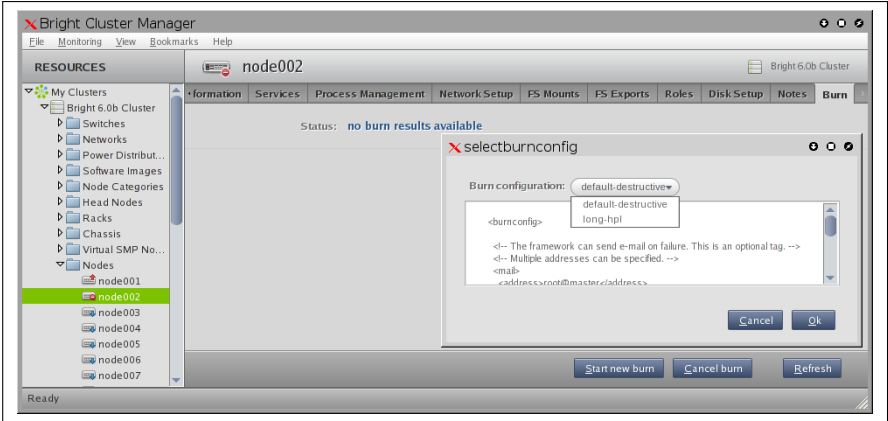 Bright Cluster Manager
File Monitoring View Bookmarks Help
RESOURCES
node002
Bright 6.0b Cluster
My Clusters
Bright 6.0b Cluster
Switches
Networks
Power Distribut...
Software Images
Node Categories
Head Nodes
Racks
Chassis
Virtual SMP No...
Nodes
node001
node002
node003
node004
node005
node006
node007
formation Services Process Management Network Setup FS Mounts FS Exports Roles Disk Setup Notes Burn
Status: no burn results available
selectburnconfig
Burn configuration: default-destructive
default-destructive
long-hpl
<burnconfig>
<!-- The framework can send e-mail on failure. This is an optional tag. -->
<!-- Multiple addresses can be specified. -->
<mail>
<address>root@master</address>
Cancel Ok
Start new burn Cancel burn Refresh
Ready